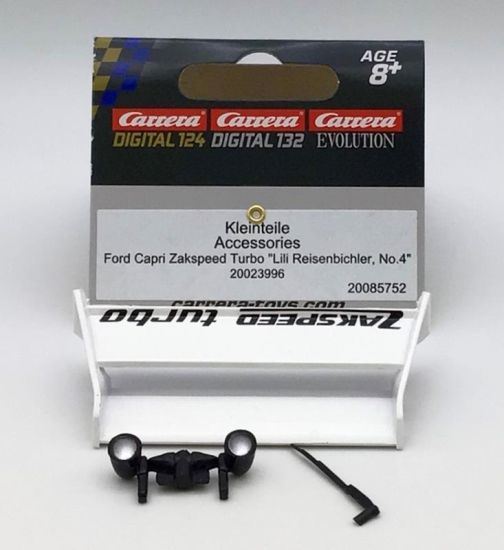 AGE
8+
Carrera Carrera Carrera
DIGITAL 124 DIGITAL 132 EVOLUTION
Kleinteile
Accessories
Ford Capri Zakspeed Turbo "Lili Reisenbichler, No.4"
20023996
20085752
carrera-toys.com
ZAKSPEED turbo